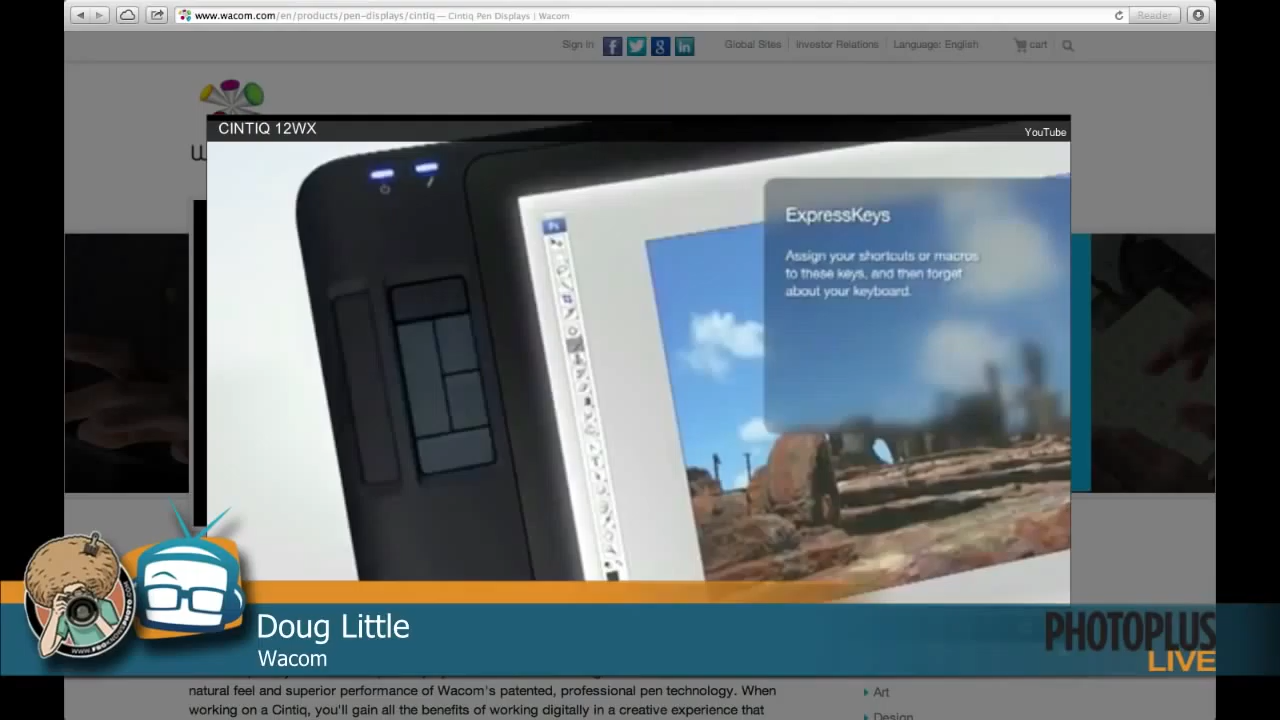 www.wacom.com/en/products/pen-displays/cintiq — Cintiq Pen Displays | Wacom
Reader
Sign In
Global Sites
Investor Relations
Language: English
cart
CINTIQ 12WX
YouTube
Ps
ExpressKeys
Assign your shortcuts or macros
to these keys, and then forget
about your keyboard.
Doug Little
Wacom
PHOTOPLUS
LIVE
natural feel and superior performance of Wacom's patented, professional pen technology. When
working on a Cintiq, you'll gain all the benefits of working digitally in a creative experience that
Art
Design